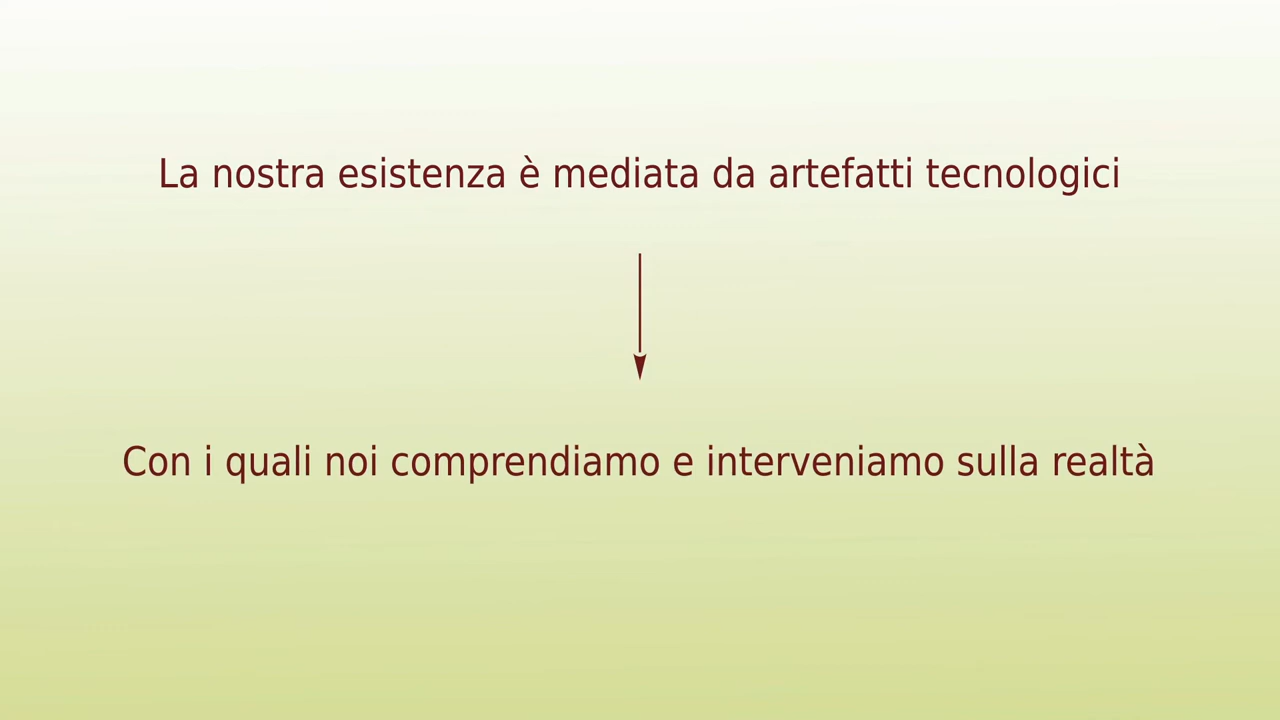 La nostra esistenza è mediata da artefatti tecnologici
Con i quali noi comprendiamo e interveniamo sulla realtà